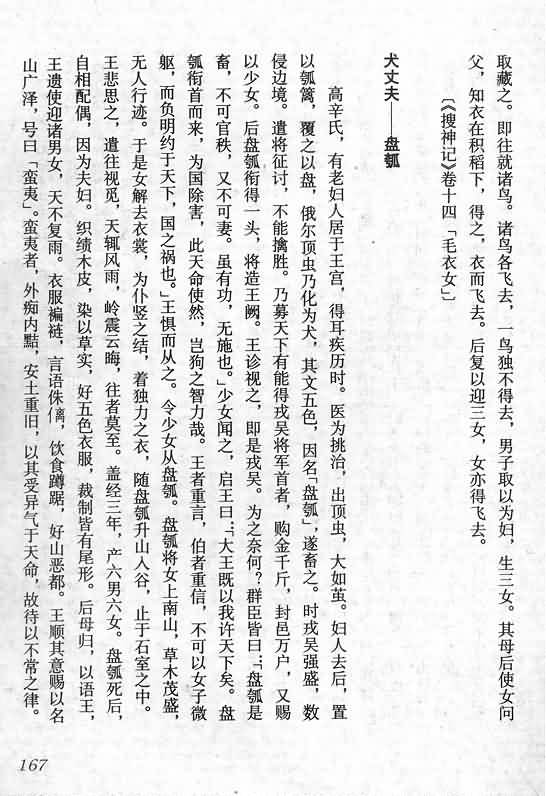 取藏之。即往就诸鸟。诸鸟各飞去，一鸟独不得去，男子取以为妇，生三女。其母后使女问
父，知衣在积稻下，得之，衣而飞去。后复以迎三女，女亦得飞去。
〔《搜神记》卷十四「毛衣女」〕
犬丈夫——盘瓠
高辛氏，有老妇人居于王宫，得耳疾历时。医为挑治，出顶虫，大如茧。妇人去后，置
以瓠篱，覆之以盘，俄尔顶虫乃化为犬，其文五色，因名「盘瓠」，遂畜之。时戎吴强盛，数
侵边境。遣将征讨，不能擒胜。乃募天下有能得戎吴将军首者，购金千斤，封邑万户，又赐
以少女。后盘瓠衔得一头，将造王阙。王诊视之，即是戎吴。为之奈何？群臣皆曰：「盘瓠是
畜，不可官秩，又不可妻。虽有功，无施也。」少女闻之，启王曰：「大王既以我许天下矣。盘
瓠衔首而来，为国除害，此天命使然，岂狗之智力哉。王者重言，伯者重信，不可以女子微
躯，而负明约于天下，国之祸也。」王惧而从之。令少女从盘瓠。盘瓠将女上南山，草木茂盛，
无人行迹。于是女解去衣裳，为仆竖之结，着独力之衣，随盘瓠升山入谷，止于石室之中。
王悲思之，遣往视觅，天辄风雨，岭震云晦，往者莫至。盖经三年，产六男六女。盘瓠死后，
自相配偶，因为夫妇。织绩木皮，染以草实，好五色衣服，裁制皆有尾形。后母归，以语王，
王遣使迎诸男女，天不复雨。衣服褊裢，言语侏𠌯，饮食蹲踞，好山恶都。王顺其意赐以名
山广泽，号曰「蛮夷」。蛮夷者，外痴内黠，安土重旧，以其受异气于天命，故待以不常之律。
167